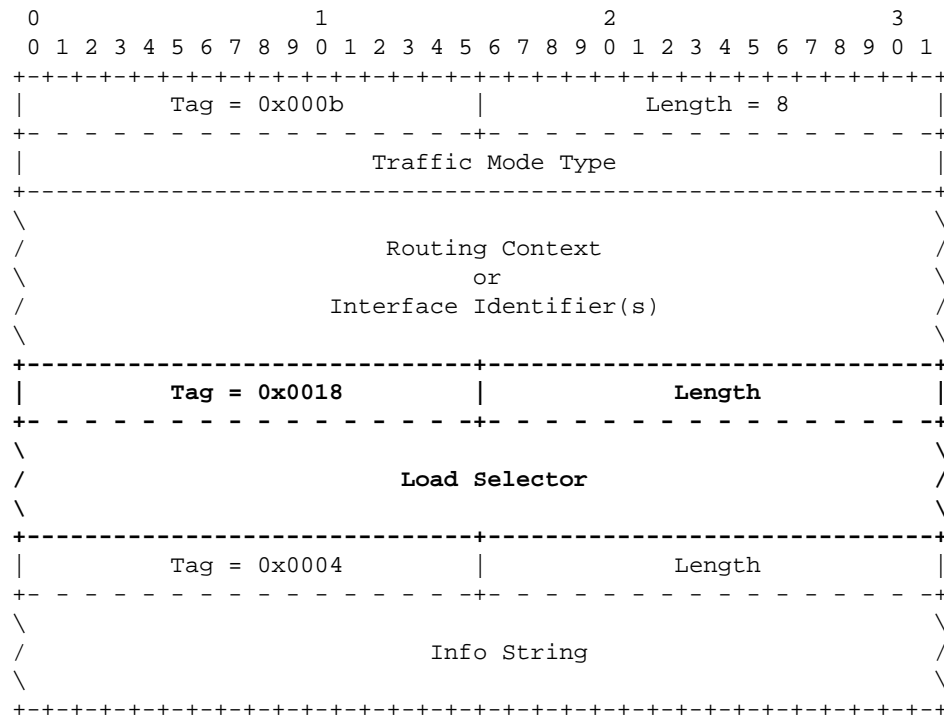 0                   1                   2                   3
 0 1 2 3 4 5 6 7 8 9 0 1 2 3 4 5 6 7 8 9 0 1 2 3 4 5 6 7 8 9 0 1
+-+-+-+-+-+-+-+-+-+-+-+-+-+-+-+-+-+-+-+-+-+-+-+-+-+-+-+-+-+-+-+-+
|          Tag = 0x000b         |           Length = 8          |
+- - - - - - - - - - - - - - - -+- - - - - - - - - - - - - - - -+
|                        Traffic Mode Type                      |
+---------------------------------------------------------------+
\                                                               \
/                         Routing Context                       /
\                               or                              \
/                     Interface Identifier(s)                   /
\                                                               \
+-------------------------------+-------------------------------+
|          Tag = 0x0018         |             Length            |
+- - - - - - - - - - - - - - - -+- - - - - - - - - - - - - - - -+
\                                                               \
/                          Load Selector                        /
\                                                               \
+-------------------------------+-------------------------------+
|          Tag = 0x0004         |             Length            |
+- - - - - - - - - - - - - - - -+- - - - - - - - - - - - - - - -+
\                                                               \
/                            Info String                        /
\                                                               \
+-+-+-+-+-+-+-+-+-+-+-+-+-+-+-+-+-+-+-+-+-+-+-+-+-+-+-+-+-+-+-+-+